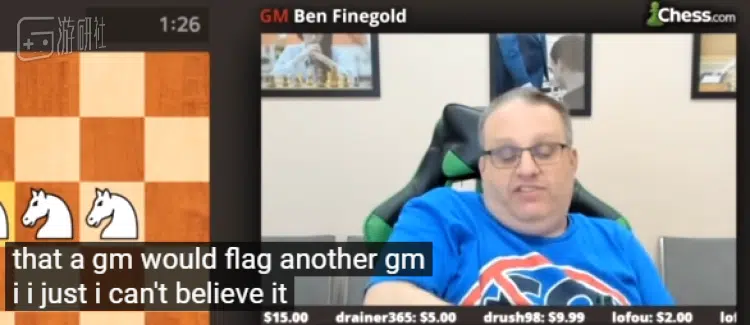 游研社
1:26
GM Ben Finegold
Chess.com
that a gm would flag another gm
i i just i can't believe it
$15.00 drainer365: $5.00 drush98: $9.99 lofou: $2.00 lof